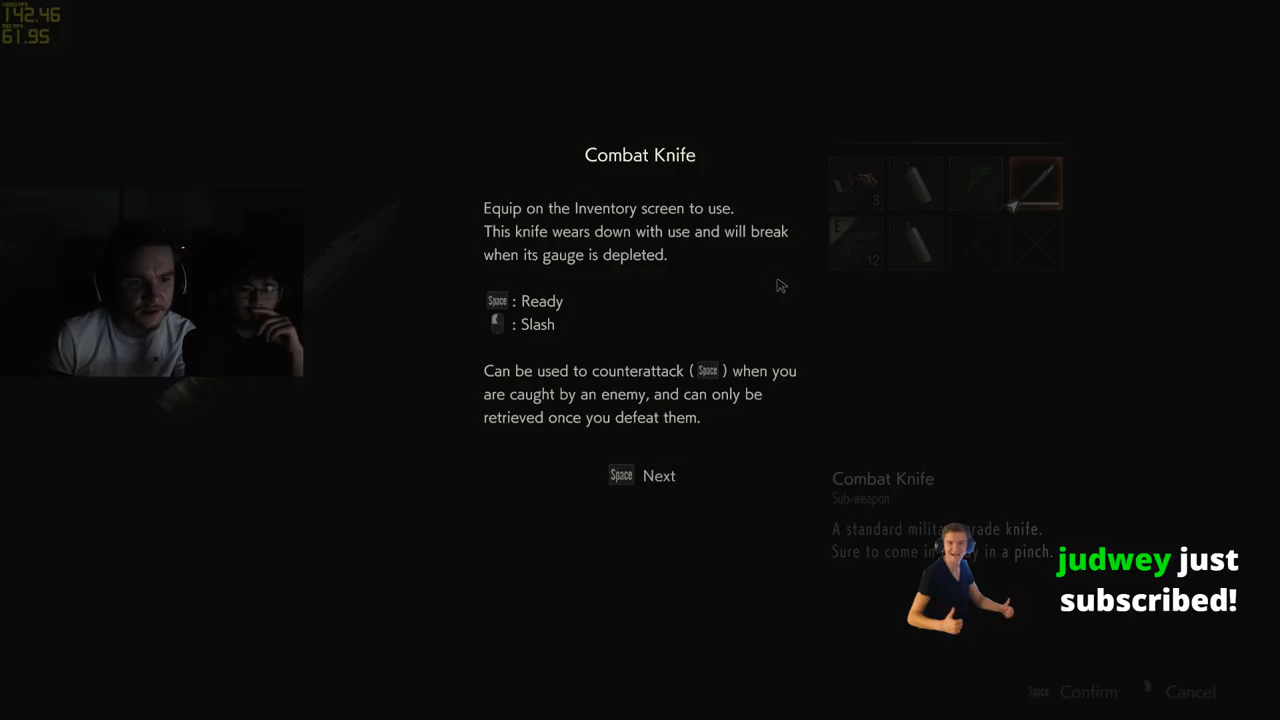 142.46
61.95
Combat Knife
Equip on the Inventory screen to use.
This knife wears down with use and will break
when its gauge is depleted.
Space : Ready
: Slash
Can be used to counterattack ( Space ) when you
are caught by an enemy, and can only be
retrieved once you defeat them.
Space Next
3
E
12
Combat Knife
Sub-weapon
A standard grade knife.
Sure to come in a pinch.
judwey just
subscribed!
Space Confirm
Cancel